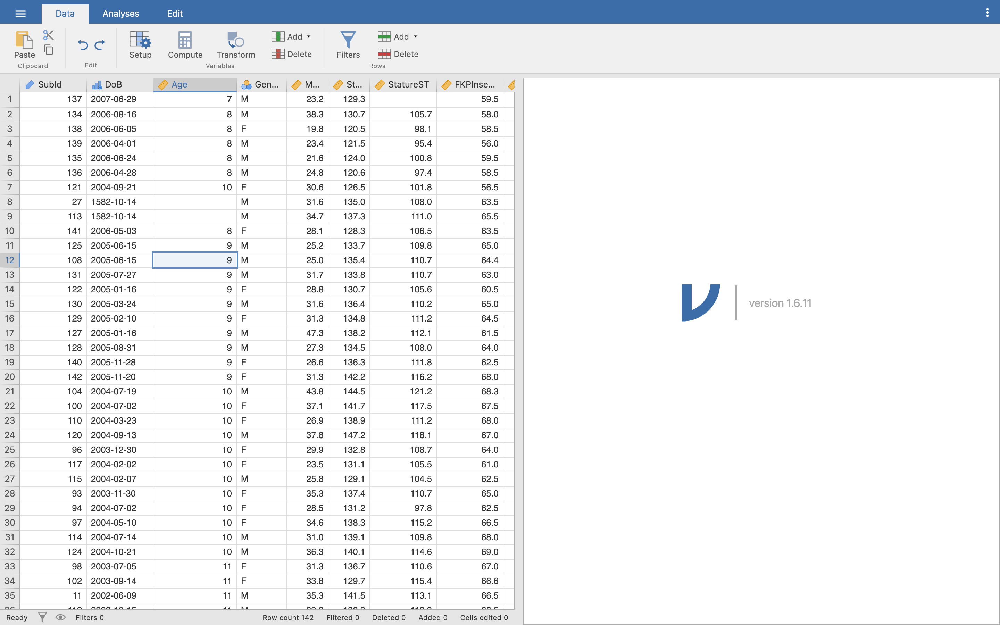 Data Analyses Edit
Paste
Clipboard
Edit
Setup Compute Transform
Add
Delete
Variables
Filters
Add
Delete
Rows
SubId DoB Age Gen... M... St... StatureST FKPInse...
1 137 2007-06-29 7 M 23.2 129.3 59.5
2 134 2006-08-16 8 M 38.3 130.7 105.7 58.0
3 138 2006-06-05 8 F 19.8 120.5 98.1 58.5
4 139 2006-04-01 8 M 23.4 121.5 95.4 56.0
5 135 2006-06-24 8 M 21.6 124.0 100.8 59.5
6 136 2006-04-28 8 M 24.8 120.6 97.4 58.5
7 121 2004-09-21 10 F 30.6 126.5 101.8 56.5
8 27 1582-10-14 M 31.6 135.0 108.0 63.5
9 113 1582-10-14 M 34.7 137.3 111.0 65.5
10 141 2006-05-03 8 F 28.1 128.3 106.5 63.5
11 125 2005-06-15 9 M 25.2 133.7 109.8 65.0
12 108 2005-06-15 9 M 25.0 135.4 110.7 64.4
13 131 2005-07-27 9 M 31.7 133.8 110.7 63.0
14 122 2005-01-16 9 F 28.8 130.7 105.6 60.5
15 130 2005-03-24 9 M 31.6 136.4 110.2 65.0
16 129 2005-02-10 9 F 31.3 134.8 111.2 64.5
17 127 2005-01-16 9 M 47.3 138.2 112.1 61.5
18 128 2005-08-31 9 M 27.3 134.5 108.0 64.0
19 140 2005-11-28 9 F 26.6 136.3 111.8 62.5
20 142 2005-11-20 9 F 31.3 142.2 116.2 68.0
21 104 2004-07-19 10 M 43.8 144.5 121.2 68.3
22 100 2004-07-02 10 F 37.1 141.7 117.5 67.5
23 110 2004-03-23 10 F 26.9 138.9 111.2 68.0
24 120 2004-09-13 10 M 37.8 147.2 118.1 67.0
25 96 2003-12-30 10 F 29.9 132.8 108.7 64.0
26 117 2004-02-02 10 F 23.5 131.1 105.5 61.0
27 115 2004-02-07 10 M 25.8 129.1 104.5 62.5
28 93 2003-11-30 10 F 35.3 137.4 110.7 65.0
29 94 2004-07-02 10 F 28.5 131.2 97.8 62.5
30 97 2004-05-10 10 F 34.6 138.3 115.2 66.5
31 114 2004-07-14 10 M 31.0 139.1 109.8 68.0
32 124 2004-10-21 10 M 36.3 140.1 114.6 69.0
33 98 2003-07-05 11 F 31.3 136.7 110.6 67.0
34 102 2003-09-14 11 F 33.8 129.7 115.4 66.6
35 11 2002-06-09 11 M 35.3 141.5 113.1 66.5
Ready Filters 0 Row count 142 Filtered 0 Deleted 0 Added 0 Cells edited 0
version 1.6.11